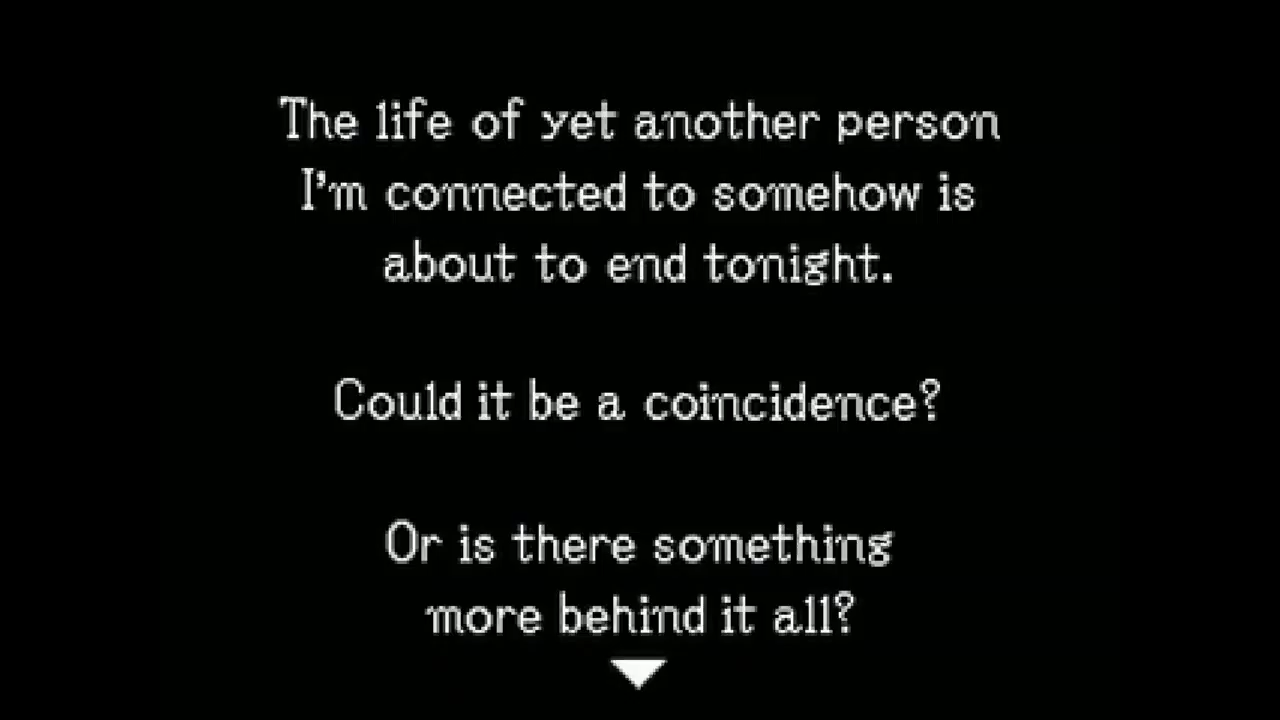 The life of yet another person
I'm connected to somehow is
about to end tonight.
Could it be a coincidence?
Or is there something
more behind it all?